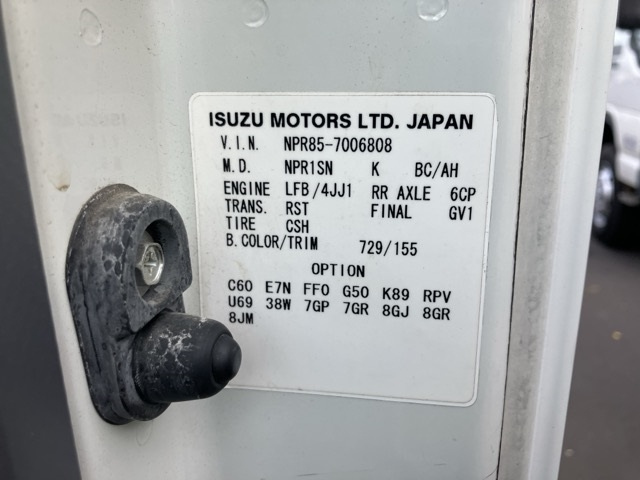 ISUZU MOTORS LTD. JAPAN
V.I.N. NPR85-7006808
M.D. NPR1SN K BC/AH
ENGINE LFB/4JJ1 RR AXLE 6CP
TRANS. RST FINAL GV1
TIRE CSH
B.COLOR/TRIM 729/155
OPTION
C60 E7N FF0 G50 K89 RPV
U69 38W 7GP 7GR 8GJ 8GR
8JM